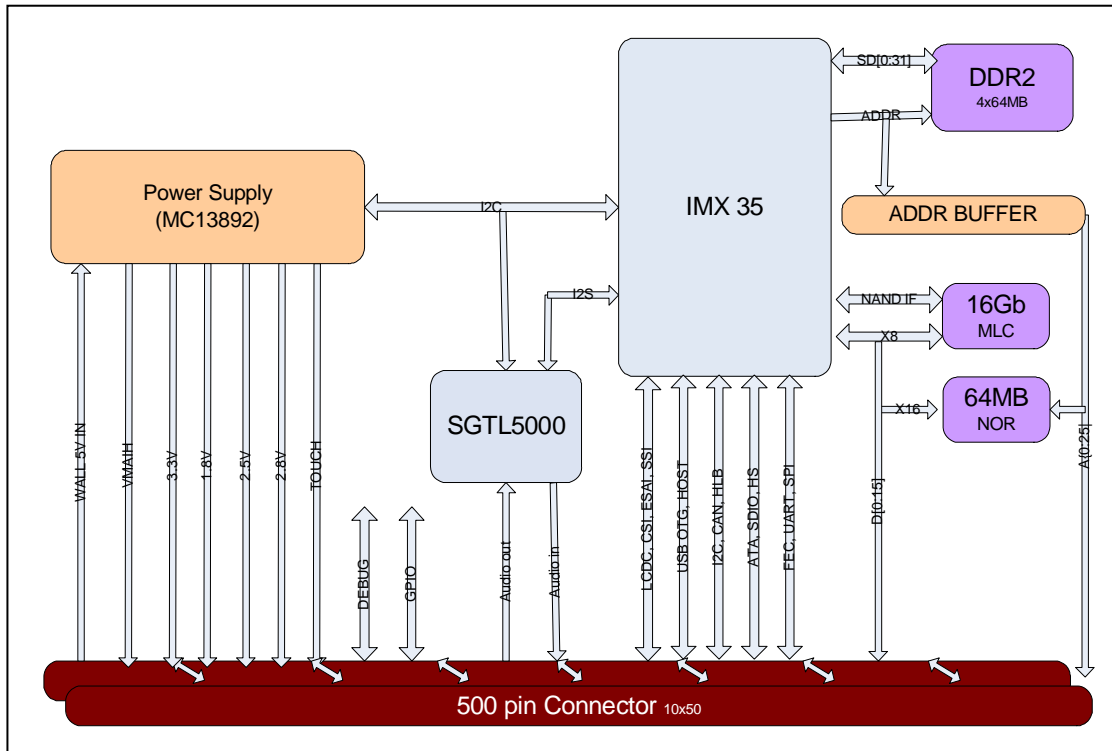 SD[0:31]
DDR2
4x64MB
ADDR
Power Supply
(MC13892)
I2C
IMX 35
ADDR BUFFER
I2S
NAND IF
16Gb
MLC
X8
SGTL5000
X16
64MB
NOR
WALL 5V IN
VMAIH
3.3V
1.8V
2.5V
2.8V
TOUCH
DEBUG
GPIO
Audio out
Audio in
LCDC, CSI, ESAI, SSI
USB OTG, HOST
I2C, CAN, HLB
ATA, SDIO, HS
FEC, UART, SPI
D[0:15]
A{0:25]
500 pin Connector 10x50